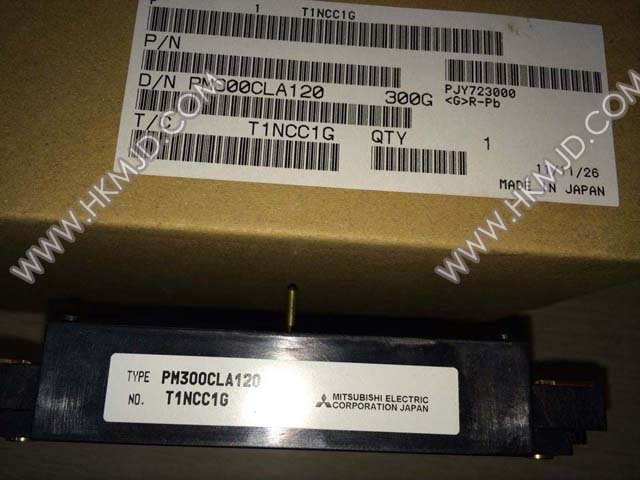 1 T1NCC1G
P/N
D/N PM300CLA120 300G
PJY723000
<G>R-Pb
T/C T1NCC1G QTY 1
MADE IN JAPAN
WWW.HKMJD.COM
WWW.HKMJD.COM
TYPE PM300CLA120
NO. T1NCC1G
MITSUBISHI ELECTRIC
CORPORATION JAPAN